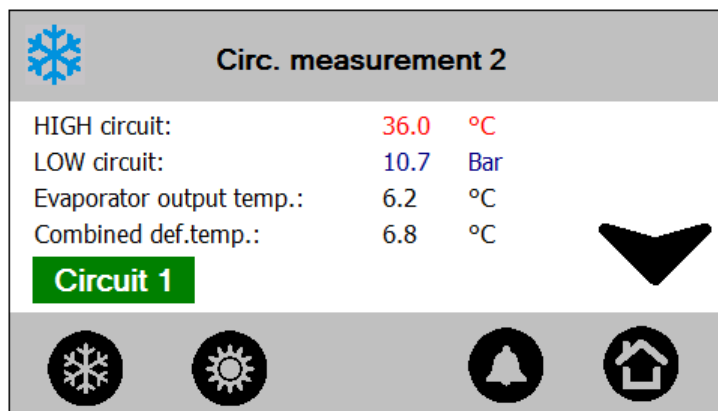 Circ. measurement 2
HIGH circuit: 36.0 °C
LOW circuit: 10.7 Bar
Evaporator output temp.: 6.2 °C
Combined def.temp.: 6.8 °C
Circuit 1